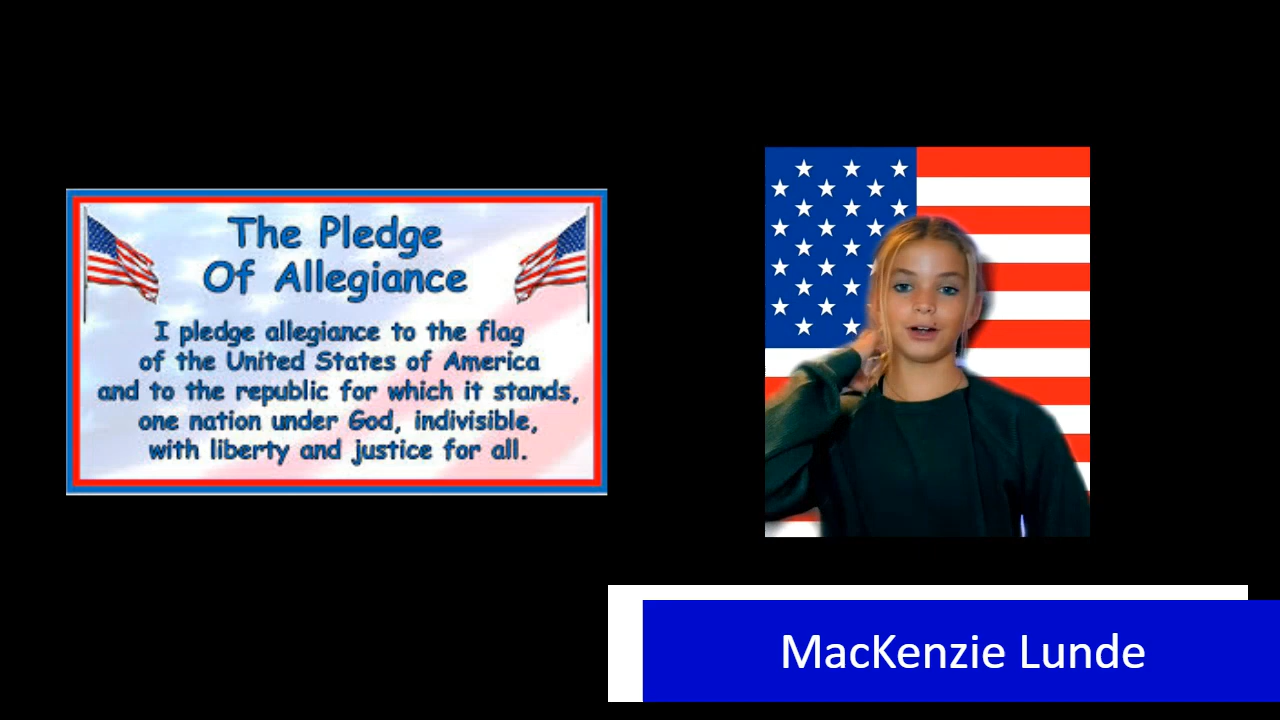 The Pledge
Of Allegiance
I pledge allegiance to the flag
of the United States of America
and to the republic for which it stands,
one nation under God, indivisible,
with liberty and justice for all.
MacKenzie Lunde